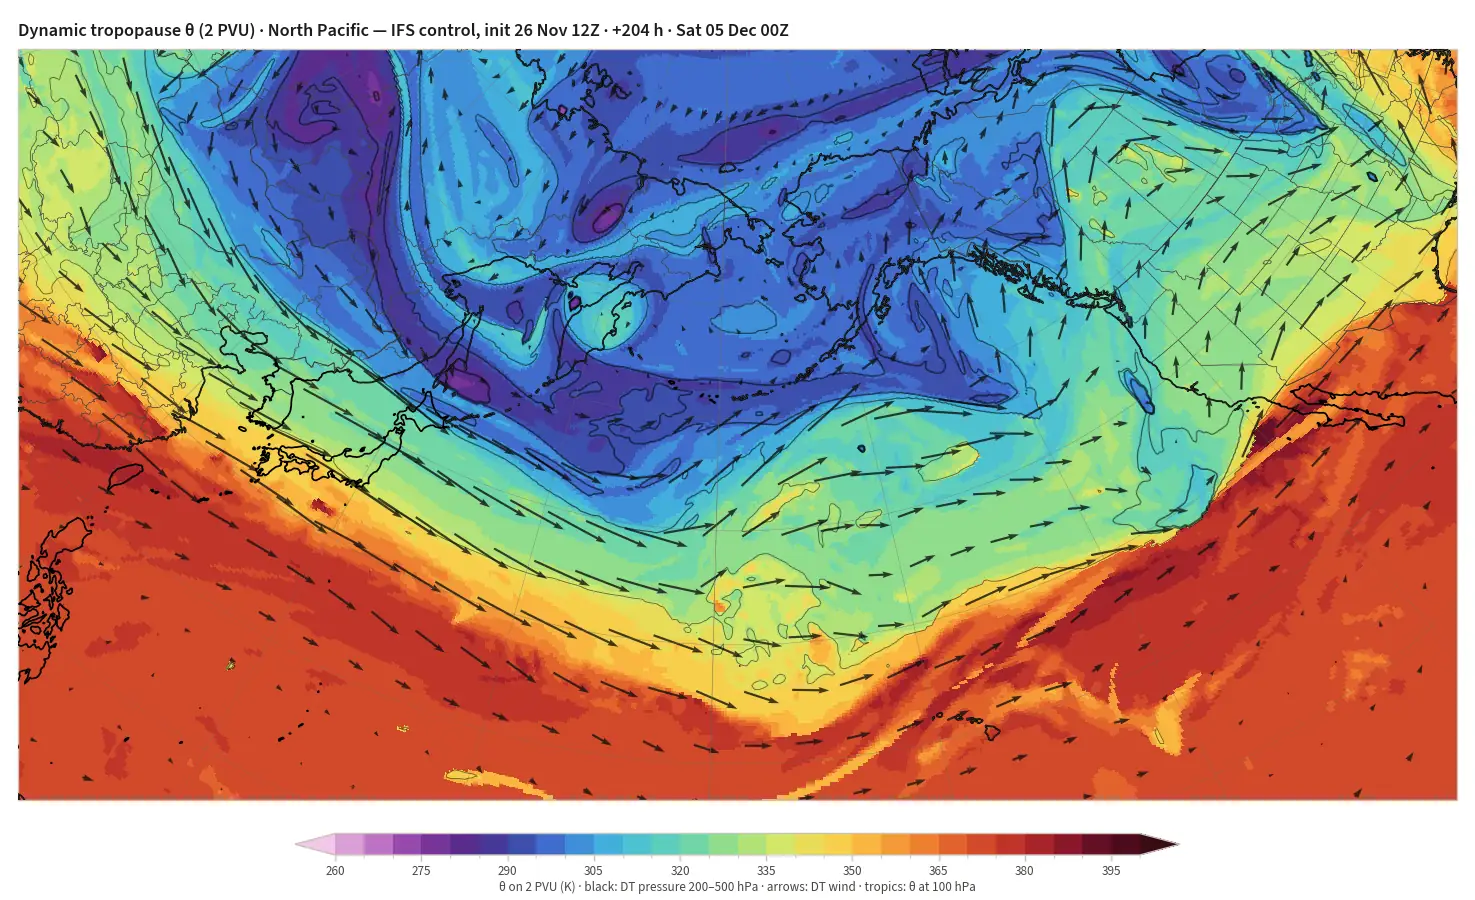 Dynamic tropopause θ (2 PVU) · North Pacific — IFS control, init 26 Nov 12Z · +204 h · Sat 05 Dec 00Z
260 275 290 305 320 335 350 365 380 395
θ on 2 PVU (K) · black: DT pressure 200–500 hPa · arrows: DT wind · tropics: θ at 100 hPa